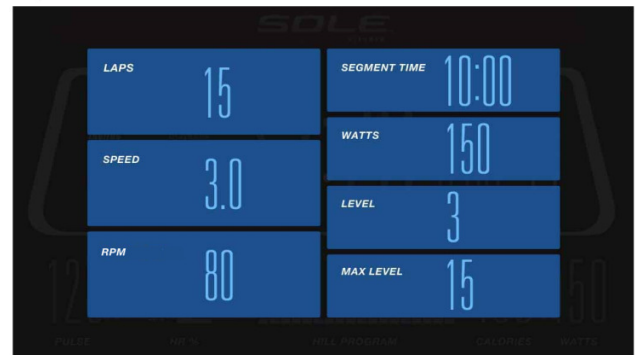 SOLE
LAPS
15
SPEED
3.0
RPM
80
SEGMENT TIME
10:00
WATTS
150
LEVEL
3
MAX LEVEL
15
PULSE
HR %
HILL PROGRAM
CALORIES
WATTS